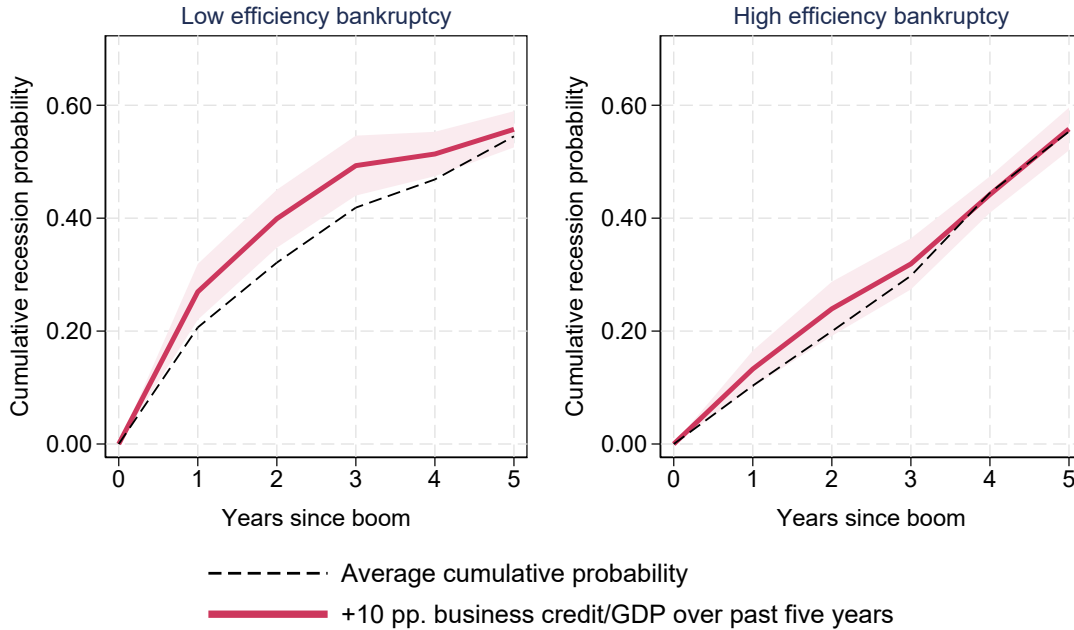 Low efficiency bankruptcy
Cumulative recession probability
0.60
0.40
0.20
0.00
0 1 2 3 4 5
Years since boom
High efficiency bankruptcy
Cumulative recession probability
0.60
0.40
0.20
0.00
0 1 2 3 4 5
Years since boom
Average cumulative probability
+10 pp. business credit/GDP over past five years